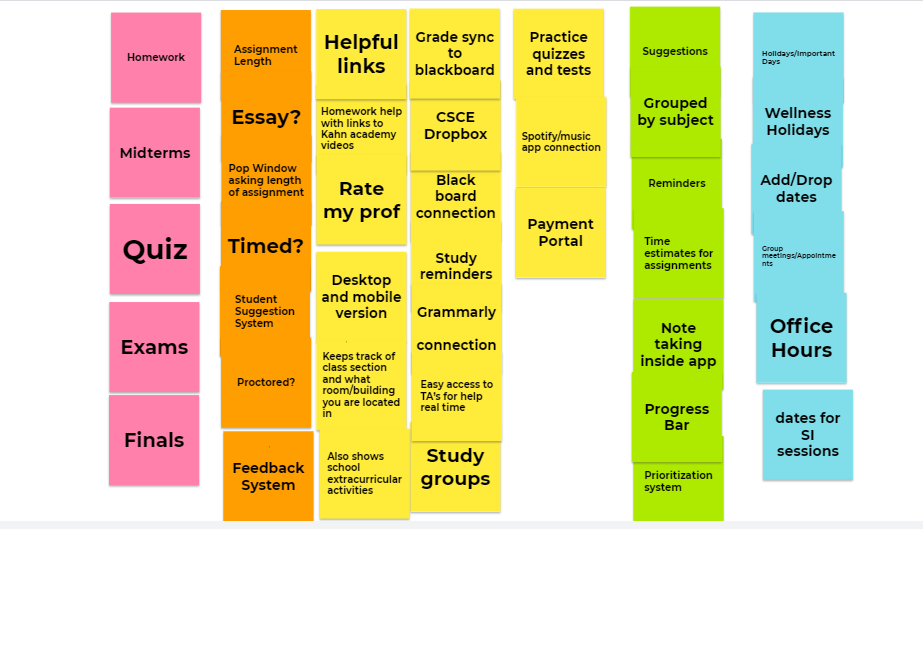 Homework
Midterms
Quiz
Exams
Finals
Assignment
Length
Essay?
Pop Window
asking length
of assignment
Timed?
Student
Suggestion
System
Proctored?
Feedback
System
Helpful
links
Homework help
with links to
Kahn academy
videos
Rate
my prof
Desktop
and mobile
version
Keeps track of
class section
and what
room/building
you are located
in
Also shows
school
extracurricular
activities
Grade sync
to
blackboard
CSCE
Dropbox
Black
board
connection
Study
reminders
Grammarly
connection
Easy access to
TA's for help
real time
Study
groups
Practice
quizzes
and tests
Spotify/music
app connection
Payment
Portal
Suggestions
Grouped
by subject
Reminders
Time
estimates for
assignments
Note
taking
inside app
Progress
Bar
Prioritization
system
Holidays/Important
Days
Wellness
Holidays
Add/Drop
dates
Group
meetings/Appointme
nts
Office
Hours
dates for
SI
sessions